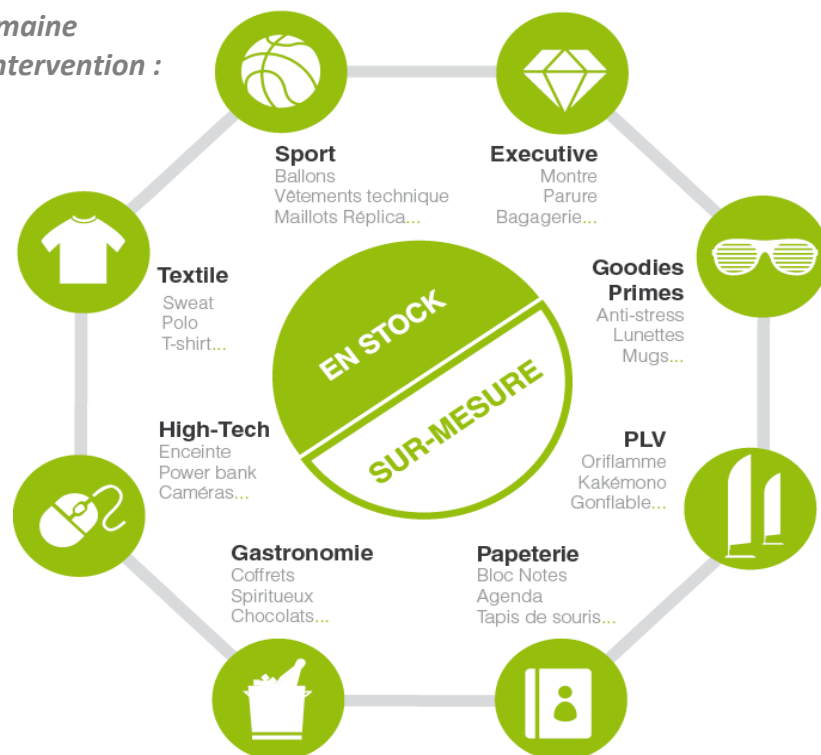 maine
ntervention :
Sport
Ballons
Vêtements technique
Maillots Réplica...
Executive
Montre
Parure
Bagagerie...
Textile
Sweat
Polo
T-shirt...
Goodies
Primes
Anti-stress
Lunettes
Mugs...
EN STOCK
SUR-MESURE
High-Tech
Enceinte
Power bank
Caméras...
PLV
Oriflamme
Kakémono
Gonflable...
Gastronomie
Coffrets
Spiritueux
Chocolats...
Papeterie
Bloc Notes
Agenda
Tapis de souris...